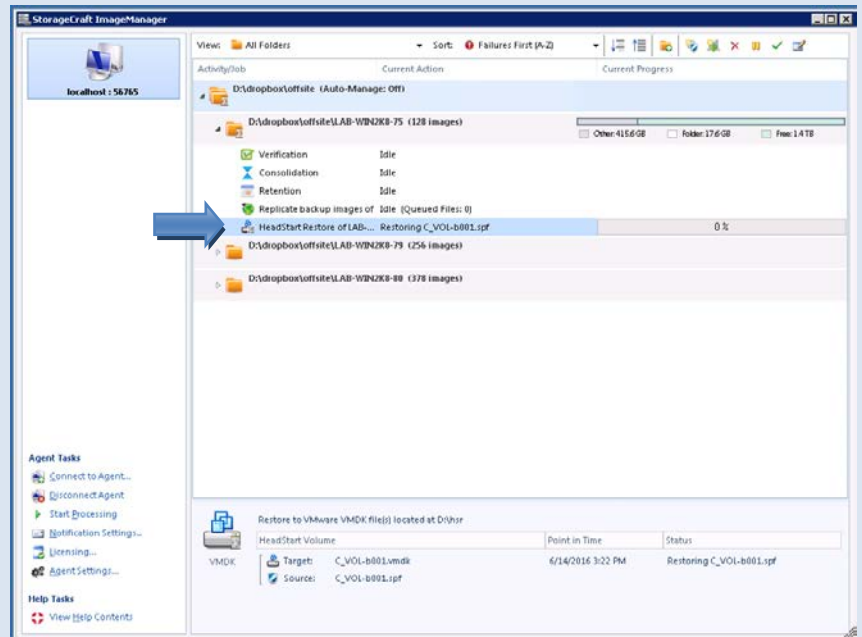 StorageCraft ImageManager
localhost : 56765
View: All Folders Sort: Failures First (A-Z)
Activity/Job Current Action Current Progress
D:\dropbox\offsite (Auto-Manage: Off)
D:\dropbox\offsite\LAB-WIN2K8-75 (128 images)
Other: 415.6 GB Folder: 17.6 GB Free: 1.4 TB
Verification Idle
Consolidation Idle
Retention Idle
Replicate backup images of Idle (Queued Files: 0)
HeadStart Restore of LAB-... Restoring C_VOL-b001.spf 0 %
D:\dropbox\offsite\LAB-WIN2K8-79 (256 images)
D:\dropbox\offsite\LAB-WIN2K8-80 (378 images)
Agent Tasks
Connect to Agent...
Disconnect Agent
Start Processing
Notification Settings...
Licensing...
Agent Settings...
Help Tasks
View Help Contents
Restore to VMware VMDK file(s) located at D:\hsr
HeadStart Volume Point in Time Status
VMDK Target: C_VOL-b001.vmdk 6/14/2016 3:22 PM Restoring C_VOL-b001.spf
Source: C_VOL-b001.spf